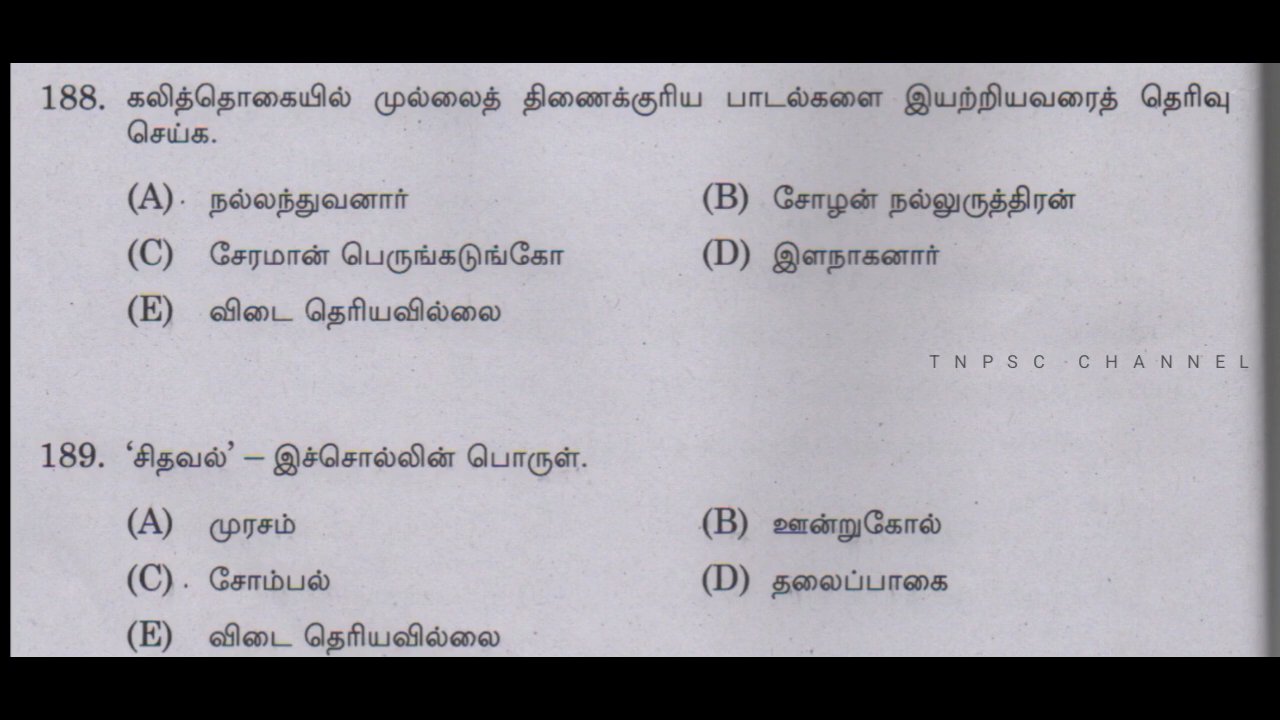 188. கலித்தொகையில் முல்லைத் திணைக்குரிய பாடல்களை இயற்றியவரைத் தெரிவு
செய்க.
(A) நல்லந்துவனார் (B) சோழன் நல்லுருத்திரன்
(C) சேரமான் பெருங்கடுங்கோ (D) இளநாகனார்
(E) விடை தெரியவில்லை
TNPSC CHANNEL
189. ‘சிதவல்’ – இச்சொல்லின் பொருள்.
(A) முரசம் (B) ஊன்றுகோல்
(C) சோம்பல் (D) தலைப்பாகை
(E) விடை தெரியவில்லை